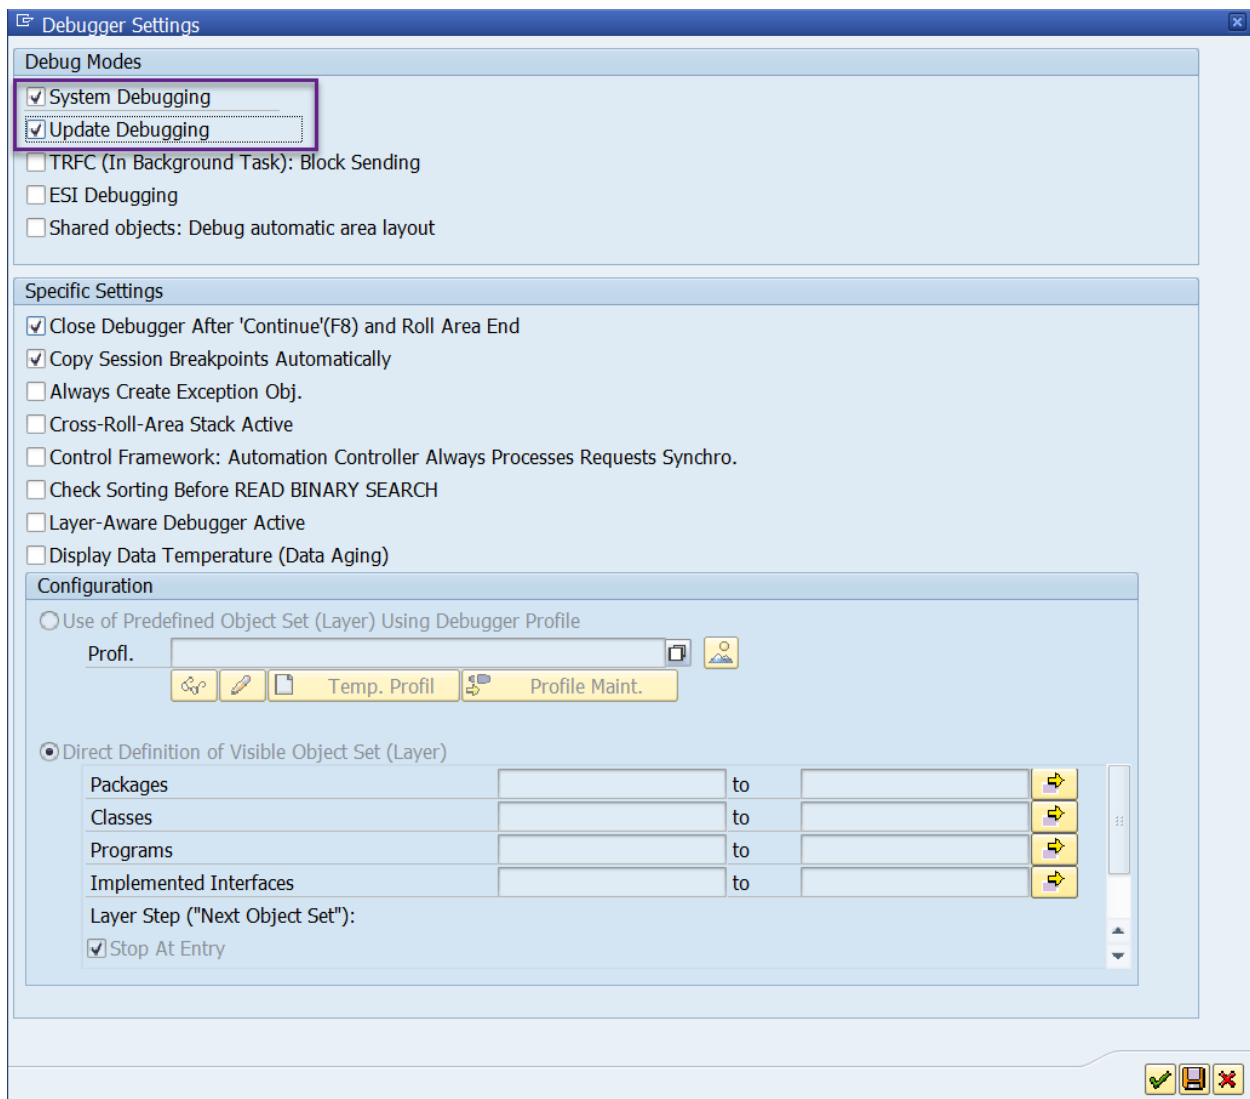 Debugger Settings
Debug Modes
System Debugging
Update Debugging
TRFC (In Background Task): Block Sending
ESI Debugging
Shared objects: Debug automatic area layout
Specific Settings
Close Debugger After 'Continue'(F8) and Roll Area End
Copy Session Breakpoints Automatically
Always Create Exception Obj.
Cross-Roll-Area Stack Active
Control Framework: Automation Controller Always Processes Requests Synchro.
Check Sorting Before READ BINARY SEARCH
Layer-Aware Debugger Active
Display Data Temperature (Data Aging)
Configuration
Use of Predefined Object Set (Layer) Using Debugger Profile
Profl.
Temp. Profil Profile Maint.
Direct Definition of Visible Object Set (Layer)
Packages to
Classes to
Programs to
Implemented Interfaces to
Layer Step ("Next Object Set"):
Stop At Entry